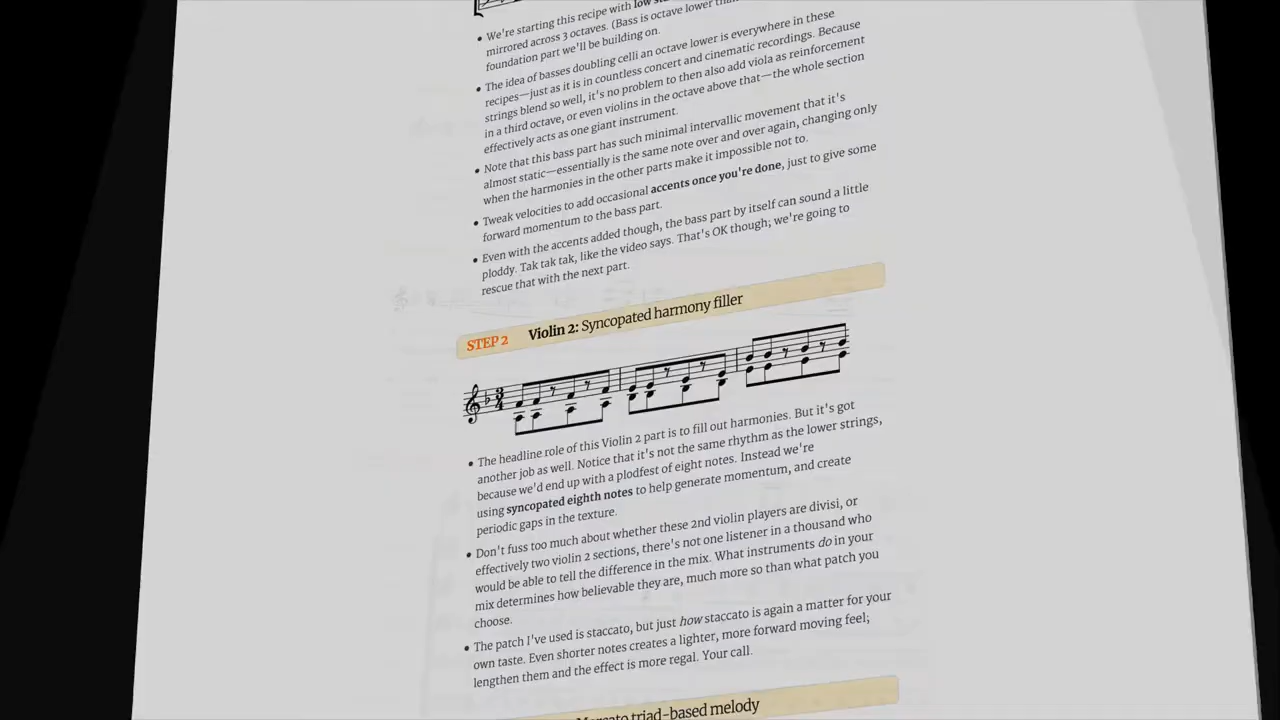 • We're starting this recipe with low
mirrored across 3 octaves. (Bass is octave lower
foundation part we'll be building on.
• The idea of basses doubling celli an octave lower is everywhere in these
recipes—just as it is in countless concert and cinematic recordings. Because
strings blend so well, it's no problem to then also add viola as reinforcement
in a third octave, or even violins in the octave above that—the whole section
effectively acts as one giant instrument.
• Note that this bass part has such minimal intervallic movement that it's
almost static—essentially is the same note over and over again, changing only
when the harmonies in the other parts make it impossible not to.
• Tweak velocities to add occasional accents once you're done, just to give some
forward momentum to the bass part.
• Even with the accents added though, the bass part by itself can sound a little
ploddy. Tak tak tak, like the video says. That's OK though; we're going to
rescue that with the next part.
STEP 2 Violin 2: Syncopated harmony filler
3
4
• The headline role of this Violin 2 part is to fill out harmonies. But it's got
another job as well. Notice that it's not the same rhythm as the lower strings,
because we'd end up with a plodfest of eight notes. Instead we're
using syncopated eighth notes to help generate momentum, and create
periodic gaps in the texture.
• Don't fuss too much about whether these 2nd violin players are divisi, or
effectively two violin 2 sections, there's not one listener in a thousand who
would be able to tell the difference in the mix. What instruments do in your
mix determines how believable they are, much more so than what patch you
choose.
• The patch I've used is staccato, but just how staccato is again a matter for your
own taste. Even shorter notes creates a lighter, more forward moving feel;
lengthen them and the effect is more regal. Your call.
triad-based melody